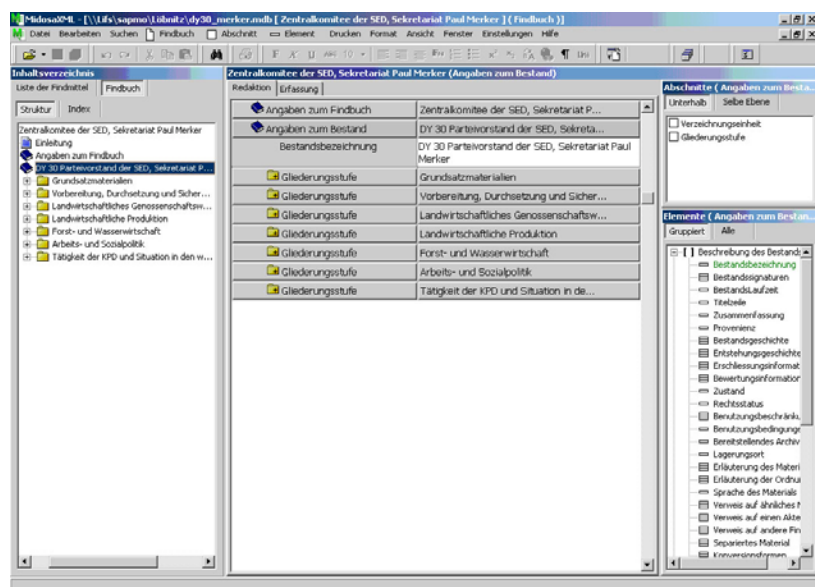 MidosaXML - [\\Lifs\sapmo\Lübnitz\dy30_merker.mdb [ Zentralkomitee der SED, Sekretariat Paul Merker ] ( Findbuch )]
Datei Bearbeiten Suchen Findbuch Abschnitt Element Drucken Format Ansicht Fenster Einstellungen Hilfe
Inhaltsverzeichnis
Liste der Findmittel Findbuch
Struktur Index
Zentralkomitee der SED, Sekretariat Paul Merker
Einleitung
Angaben zum Findbuch
DY 30 Parteivorstand der SED, Sekretariat P...
Grundsatzmaterialien
Vorbereitung, Durchsetzung und Sicher...
Landwirtschaftliches Genossenschaftsw...
Landwirtschaftliche Produktion
Forst- und Wasserwirtschaft
Arbeits- und Sozialpolitik
Tätigkeit der KPD und Situation in den w...
Zentralkomitee der SED, Sekretariat Paul Merker (Angaben zum Bestand)
Redaktion Erfassung
Angaben zum Findbuch Zentralkomitee der SED, Sekretariat P...
Angaben zum Bestand DY 30 Parteivorstand der SED, Sekreta...
Bestandsbezeichnung DY 30 Parteivorstand der SED, Sekretariat Paul
Merker
Gliederungsstufe Grundsatzmaterialien
Gliederungsstufe Vorbereitung, Durchsetzung und Sicher...
Gliederungsstufe Landwirtschaftliches Genossenschaftsw...
Gliederungsstufe Landwirtschaftliche Produktion
Gliederungsstufe Forst- und Wasserwirtschaft
Gliederungsstufe Arbeits- und Sozialpolitik
Gliederungsstufe Tätigkeit der KPD und Situation in de...
Abschnitte ( Angaben zum Besta...
Unterhalb Selbe Ebene
Verzeichnungseinheit
Gliederungsstufe
Elemente ( Angaben zum Bestan...
Gruppiert Alle
[ ] Beschreibung des Bestands
Bestandsbezeichnung
Bestandssignaturen
BestandsLaufzeit
Titelzeile
Zusammenfassung
Provenienz
Bestandsgeschichte
Entstehungsgeschichte
Erschliessungsinformat
Bewertungsinformation
Zustand
Rechtsstatus
Benutzungsbeschränku
Benutzungsbedingunge
Bereitstellendes Archiv
Lagerungsort
Erläuterung des Materi
Erläuterung der Ordnu
Sprache des Materials
Verweis auf ähnliches M
Verweis auf einen Akte
Verweis auf andere Fin
Separiertes Material
Konversionsformen